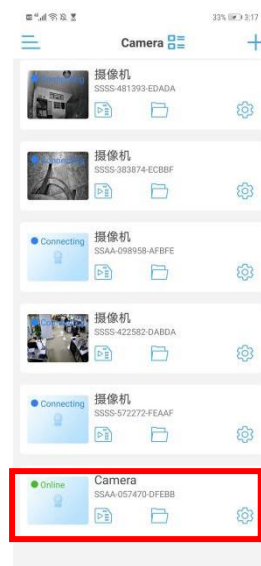 33% 3:17
Camera
摄像机
SSSS-481393-EDADA
摄像机
SSSS-383874-ECBBF
Connecting
摄像机
SSAA-098958-AFBFE
摄像机
SSSS-422582-DABDA
Connecting
摄像机
SSSS-572272-FEAAF
Online
Camera
SSAA-057470-DFEBB